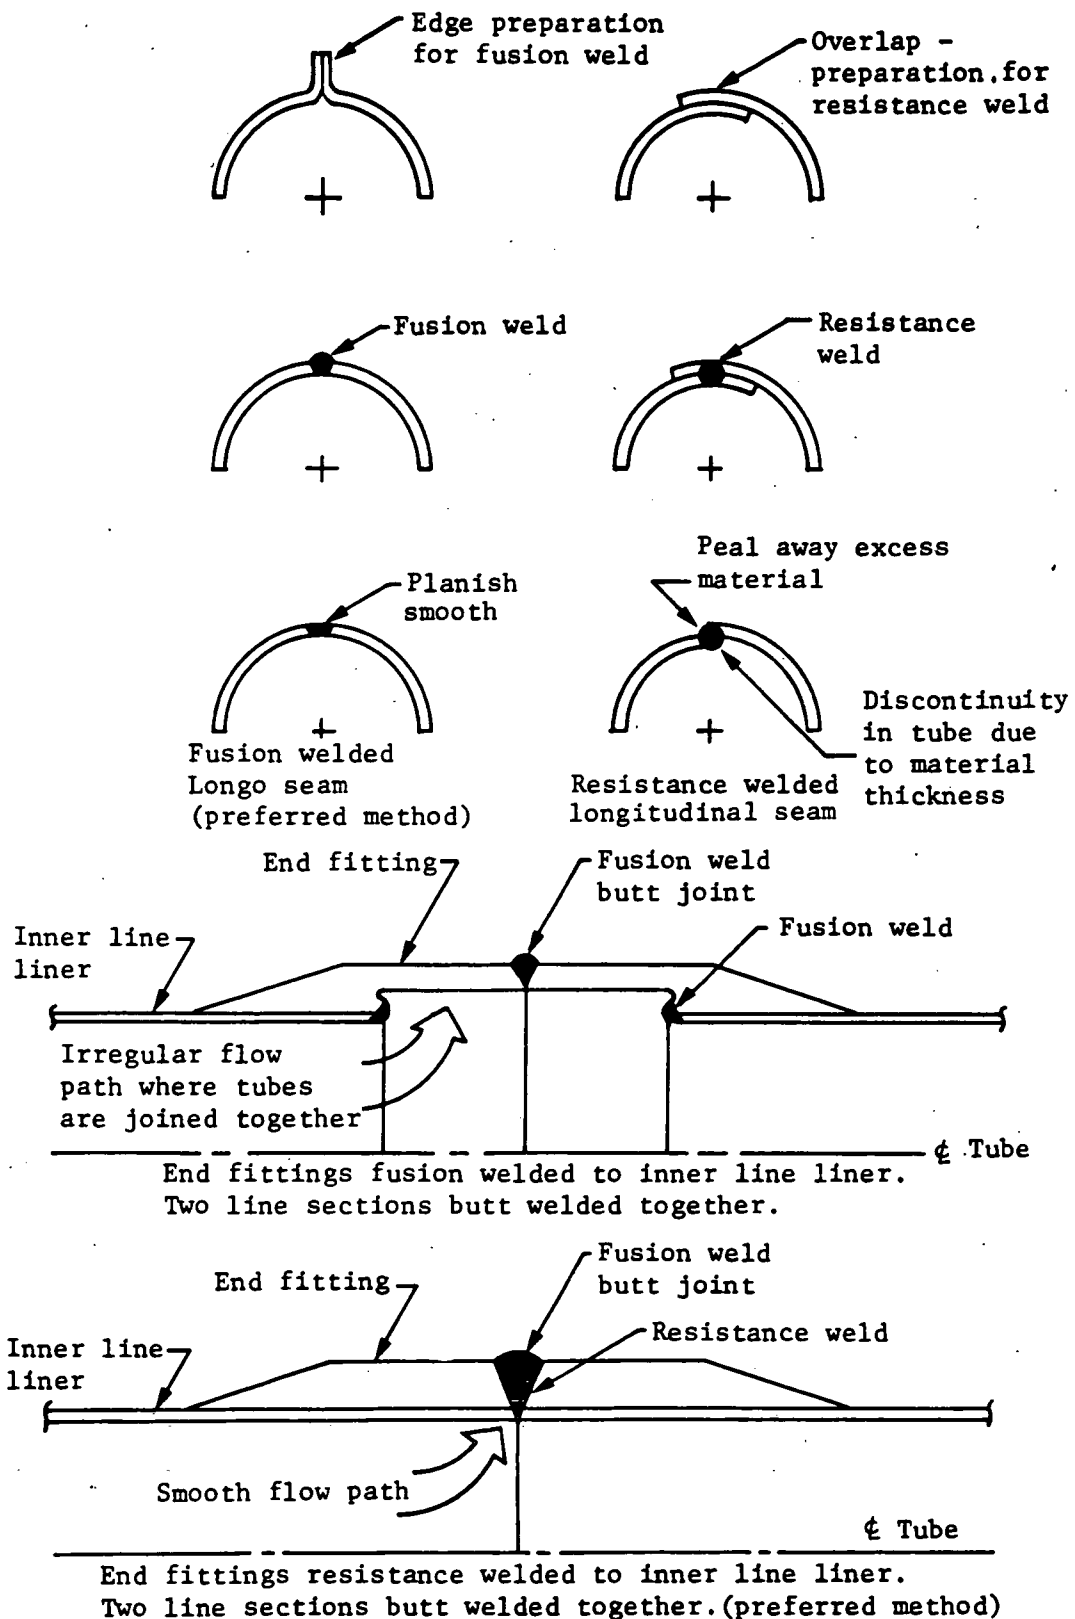 Edge preparation
for fusion weld
Overlap -
preparation.for
resistance weld
Fusion weld
Resistance
weld
Planish
smooth
Peal away excess
material
Discontinuity
in tube due
to material
thickness
Fusion welded
Longo seam
(preferred method)
Resistance welded
longitudinal seam
End fitting
Fusion weld
butt joint
Fusion weld
Inner line
liner
Irregular flow
path where tubes
are joined together
℄ Tube
End fittings fusion welded to inner line liner.
Two line sections butt welded together.
Fusion weld
butt joint
End fitting
Resistance weld
Inner line
liner
Smooth flow path
℄ Tube
End fittings resistance welded to inner line liner.
Two line sections butt welded together.(preferred method)